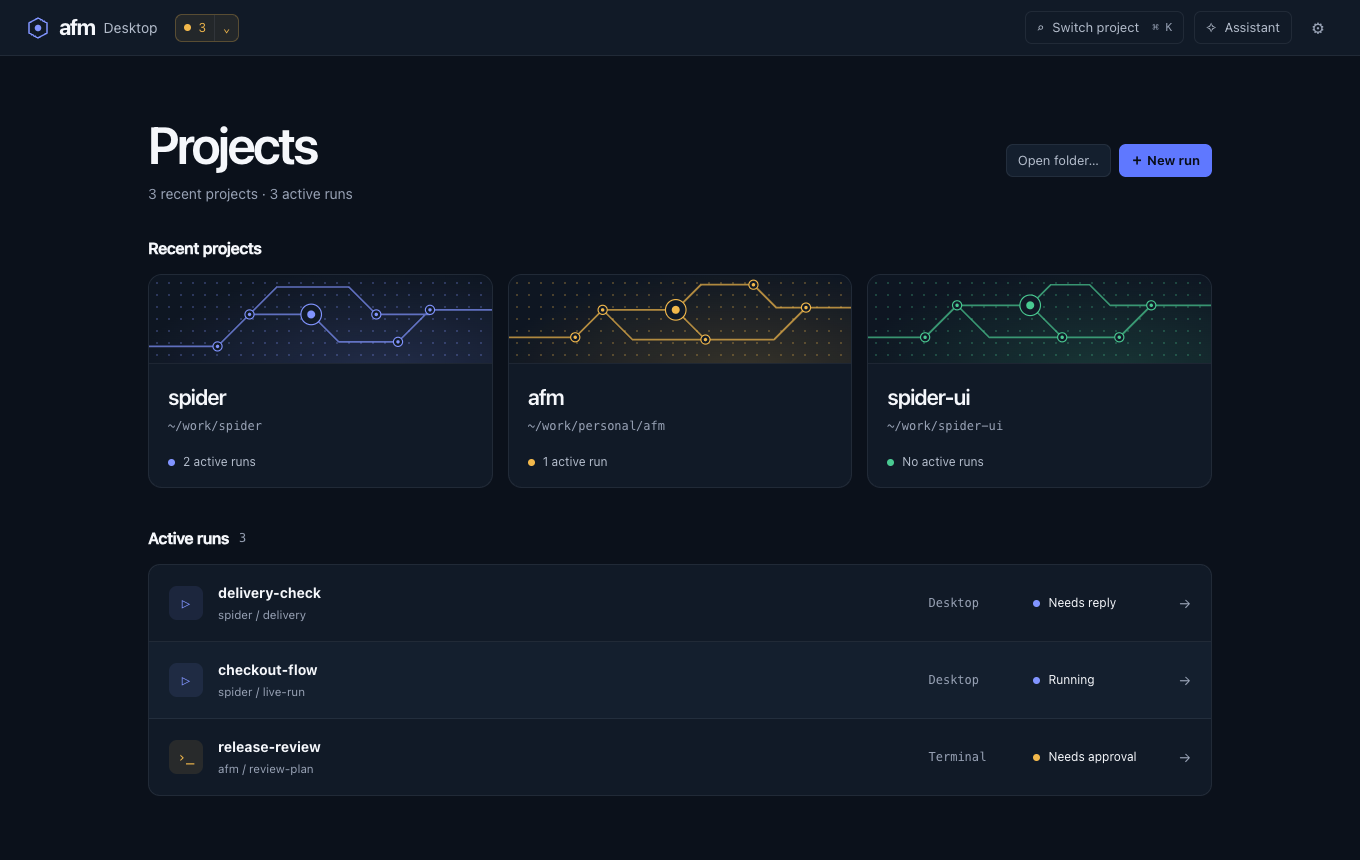 afm Desktop 3
Switch project ⌘ K
Assistant
Projects
3 recent projects · 3 active runs
Open folder...
+ New run
Recent projects
spider
~/work/spider
2 active runs
afm
~/work/personal/afm
1 active run
spider-ui
~/work/spider-ui
No active runs
Active runs 3
delivery-check
spider / delivery
Desktop
Needs reply
checkout-flow
spider / live-run
Desktop
Running
release-review
afm / review-plan
Terminal
Needs approval